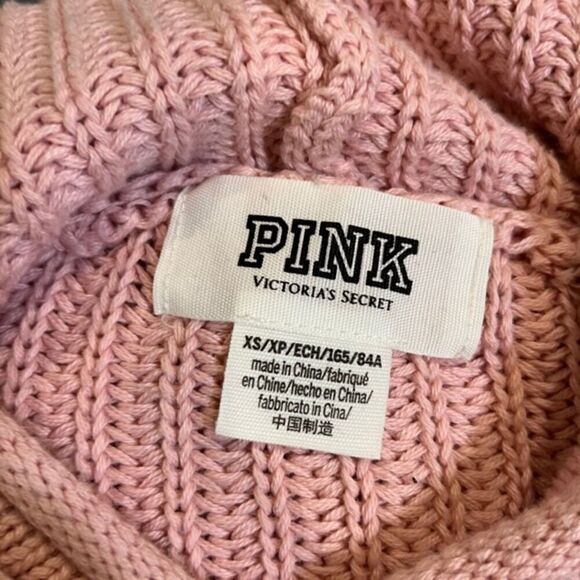 PINK
VICTORIA'S SECRET
XS/XP/ECH/165/84A
made in China/fabriqué
en Chine/hecho en China/
fabbricato in Cina/
中国制造